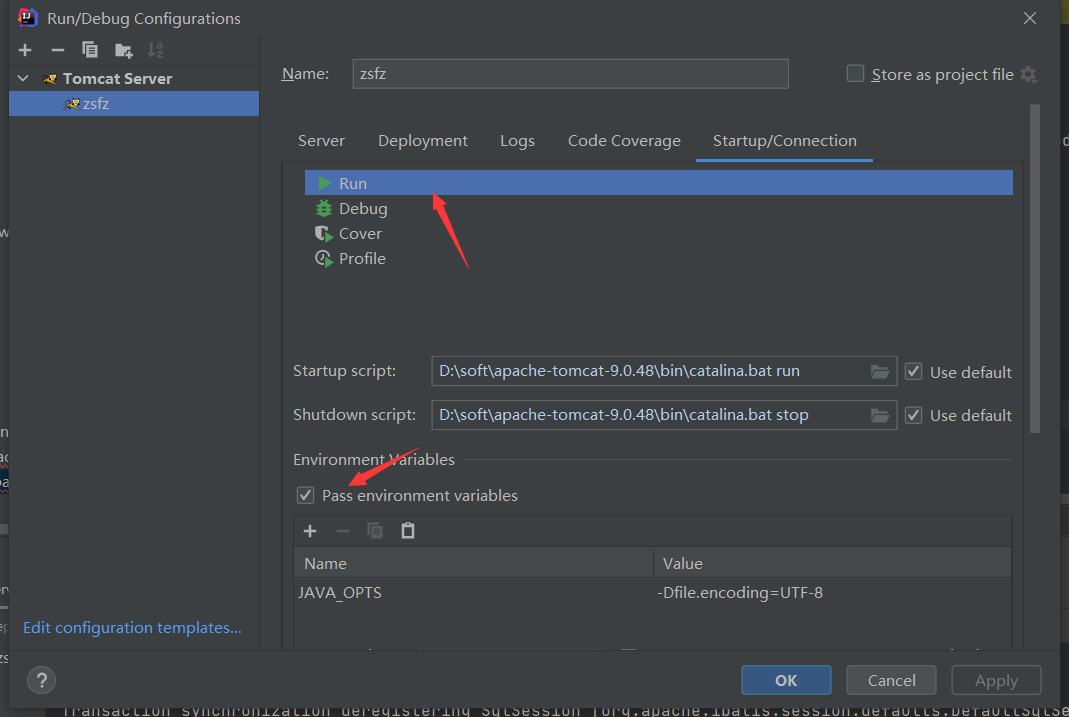 Run/Debug Configurations
Tomcat Server
zsfz
Edit configuration templates...
Name:
zsfz
Store as project file
Server Deployment Logs Code Coverage Startup/Connection
Run
Debug
Cover
Profile
Startup script:
D:\soft\apache-tomcat-9.0.48\bin\catalina.bat run
Use default
Shutdown script:
D:\soft\apache-tomcat-9.0.48\bin\catalina.bat stop
Use default
Environment Variables
Pass environment variables
Name Value
JAVA_OPTS -Dfile.encoding=UTF-8
? OK Cancel Apply
Transaction synchronization deregistering SqlSession [org.apache.ibatis.session.defaults.DefaultSqlSe